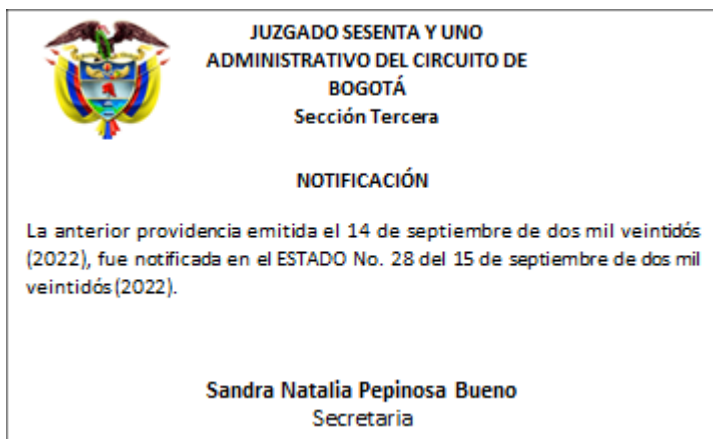 JUZGADO SESENTA Y UNO
ADMINISTRATIVO DEL CIRCUITO DE
BOGOTÁ
Sección Tercera
NOTIFICACIÓN
La anterior providencia emitida el 14 de septiembre de dos mil veintidós
(2022), fue notificada en el ESTADO No. 28 del 15 de septiembre de dos mil
veintidós (2022).
Sandra Natalia Pepinosa Bueno
Secretaria